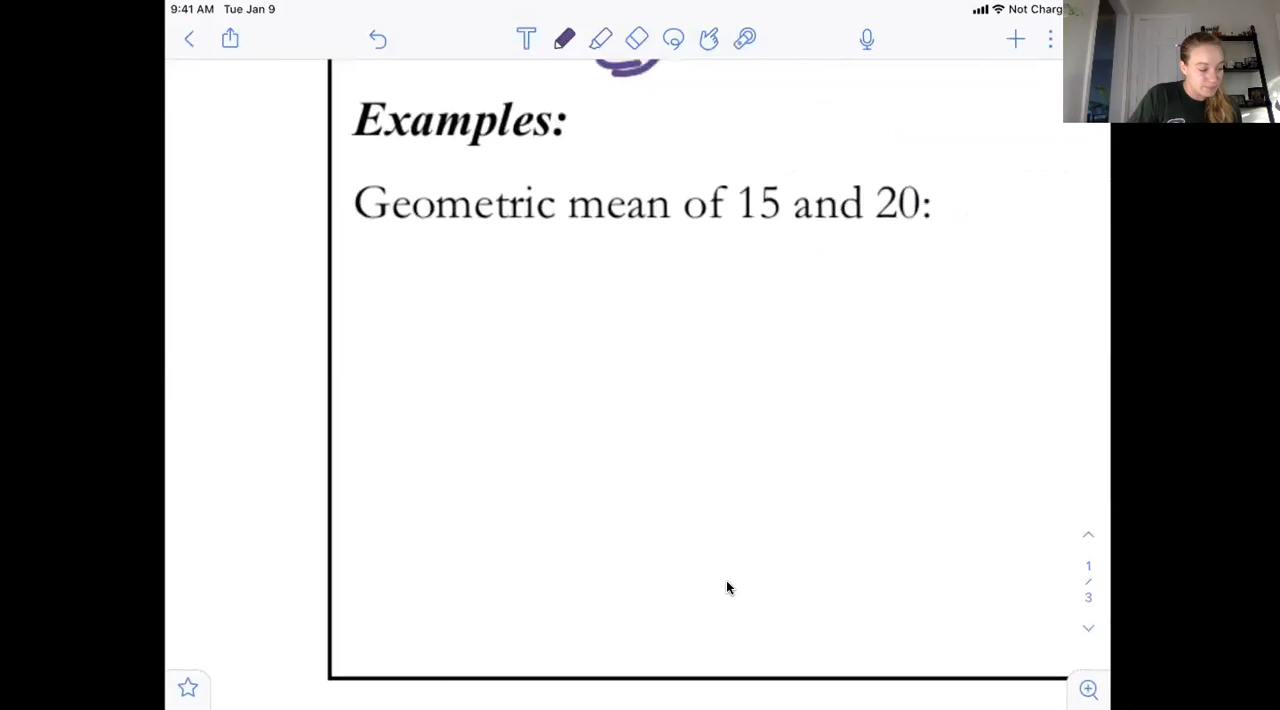 9:41 AM Tue Jan 9
Not Charg
T
Examples:
Geometric mean of 15 and 20:
1
/
3